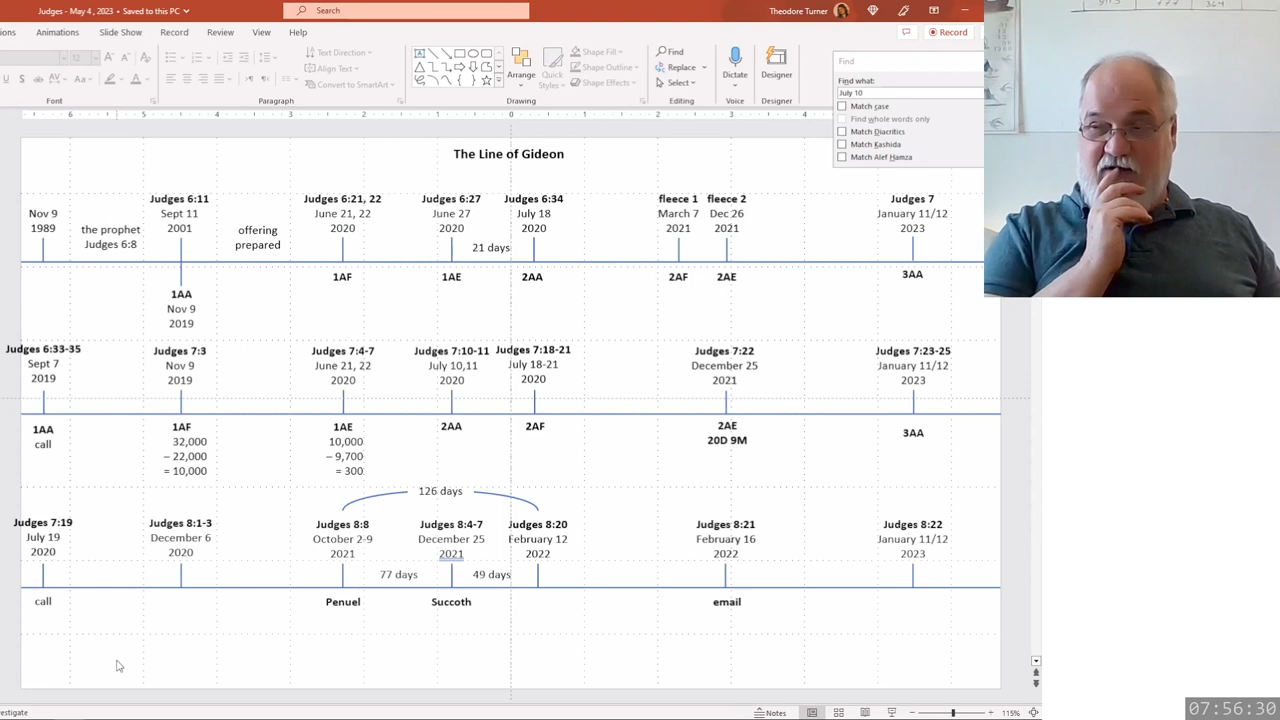 Judges - May 4, 2023 • Saved to this PC
Search
Theodore Turner
Animations Slide Show Record Review View Help
Record
Text Direction
Align Text
Convert to SmartArt
Arrange
Quick Styles
Shape Fill
Shape Outline
Shape Effects
Find
Replace
Select
Dictate
Designer
Font Paragraph Drawing Editing Voice Designer
Find
Find what:
July 10
Match case
Find whole words only
Match Diacritics
Match Kashida
Match Alef Hamza
6 5 4 3 2 1 0 1 2 3 4
The Line of Gideon
Judges 6:11 Judges 6:21, 22 Judges 6:27 Judges 6:34 fleece 1 fleece 2 Judges 7
Nov 9 Sept 11 June 21, 22 June 27 July 18 March 7 Dec 26 January 11/12
1989 2001 2020 2020 2020 2021 2021 2023
the prophet
Judges 6:8
offering
prepared
21 days
1AF 1AE 2AA 2AF 2AE 3AA
1AA
Nov 9
2019
Judges 6:33-35 Judges 7:3 Judges 7:4-7 Judges 7:10-11 Judges 7:18-21 Judges 7:22 Judges 7:23-25
Sept 7 Nov 9 June 21, 22 July 10,11 July 18-21 December 25 January 11/12
2019 2019 2020 2020 2020 2021 2023
1AA 1AF 1AE 2AA 2AF 2AE 3AA
call 32,000 10,000 20D 9M
– 22,000 – 9,700
= 10,000 = 300
126 days
Judges 7:19 Judges 8:1-3 Judges 8:8 Judges 8:4-7 Judges 8:20 Judges 8:21 Judges 8:22
July 19 December 6 October 2-9 December 25 February 12 February 16 January 11/12
2020 2020 2021 2021 2022 2022 2023
77 days 49 days
call Penuel Succoth email
Notes
115%
07:56:30